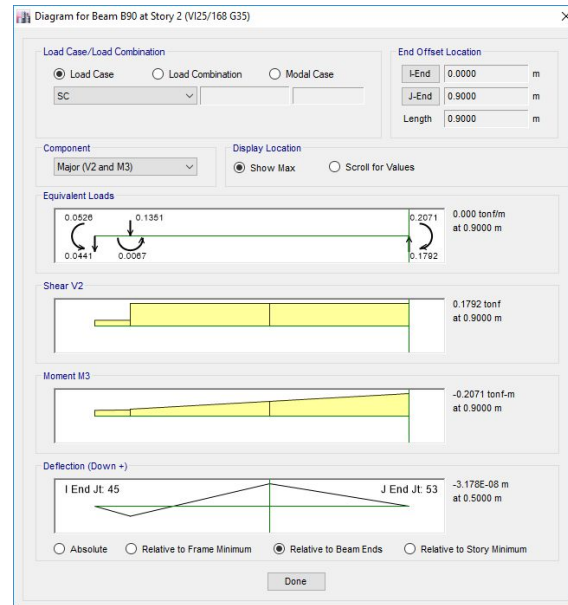 Diagram for Beam B90 at Story 2 (VI25/168 G35)
Load Case/Load Combination
Load Case Load Combination Modal Case
SC
End Offset Location
I-End 0.0000 m
J-End 0.9000 m
Length 0.9000 m
Component
Major (V2 and M3)
Display Location
Show Max Scroll for Values
Equivalent Loads
0.0526 0.1351 0.2071
0.0441 0.0067 0.1792
0.000 tonf/m
at 0.9000 m
Shear V2
0.1792 tonf
at 0.9000 m
Moment M3
-0.2071 tonf-m
at 0.9000 m
Deflection (Down +)
I End Jt: 45 J End Jt: 53
-3.178E-08 m
at 0.5000 m
Absolute Relative to Frame Minimum Relative to Beam Ends Relative to Story Minimum
Done